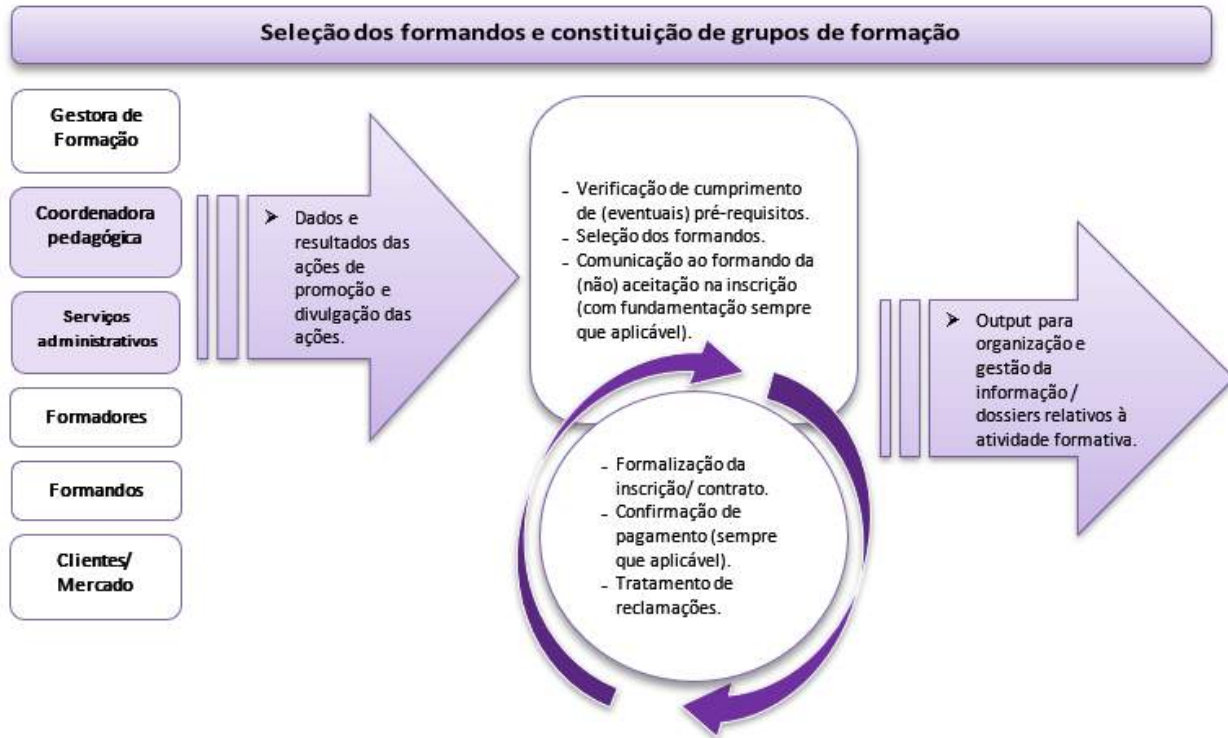 Seleção dos formandos e constituição de grupos de formação
Gestora de
Formação
Coordenadora
pedagógica
Serviços
administrativos
Formadores
Formandos
Clientes/
Mercado
➤ Dados e
resultados das
ações de
promoção e
divulgação das
ações.
- Verificação de cumprimento
de (eventuais) pré-requisitos.
- Seleção dos formandos.
- Comunicação ao formando da
(não) aceitação na inscrição
(com fundamentação sempre
que aplicável).
- Formalização da
inscrição/ contrato.
- Confirmação de
pagamento (sempre
que aplicável).
- Tratamento de
reclamações.
➤ Output para
organização e
gestão da
informação /
dossiers relativos à
atividade formativa.